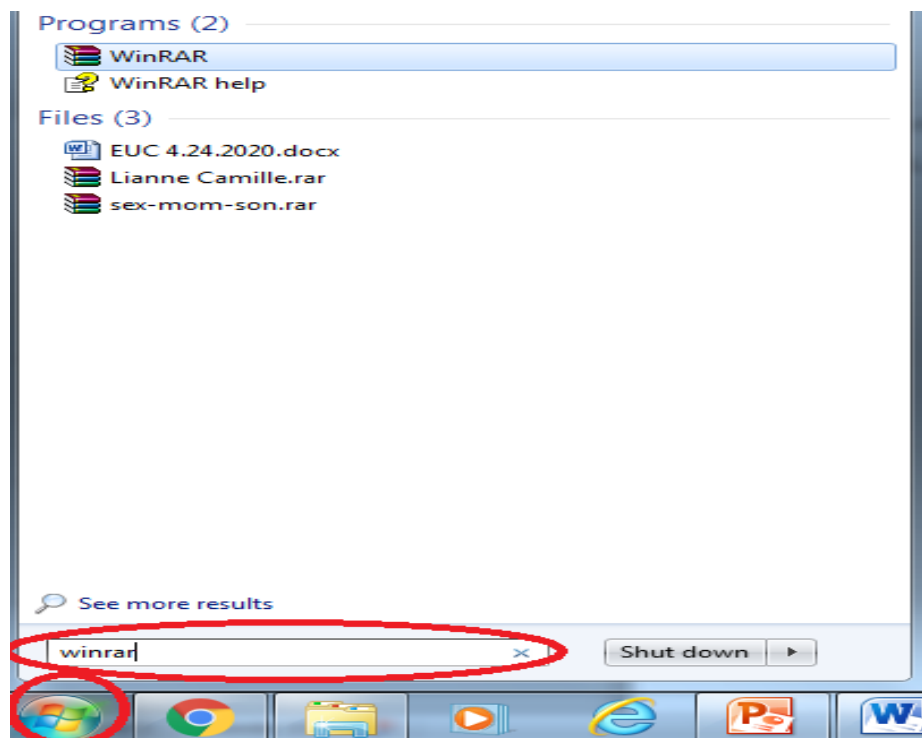 Programs (2)
WinRAR
WinRAR help
Files (3)
EUC 4.24.2020.docx
Lianne Camille.rar
sex-mom-son.rar
See more results
winrar
Shut down